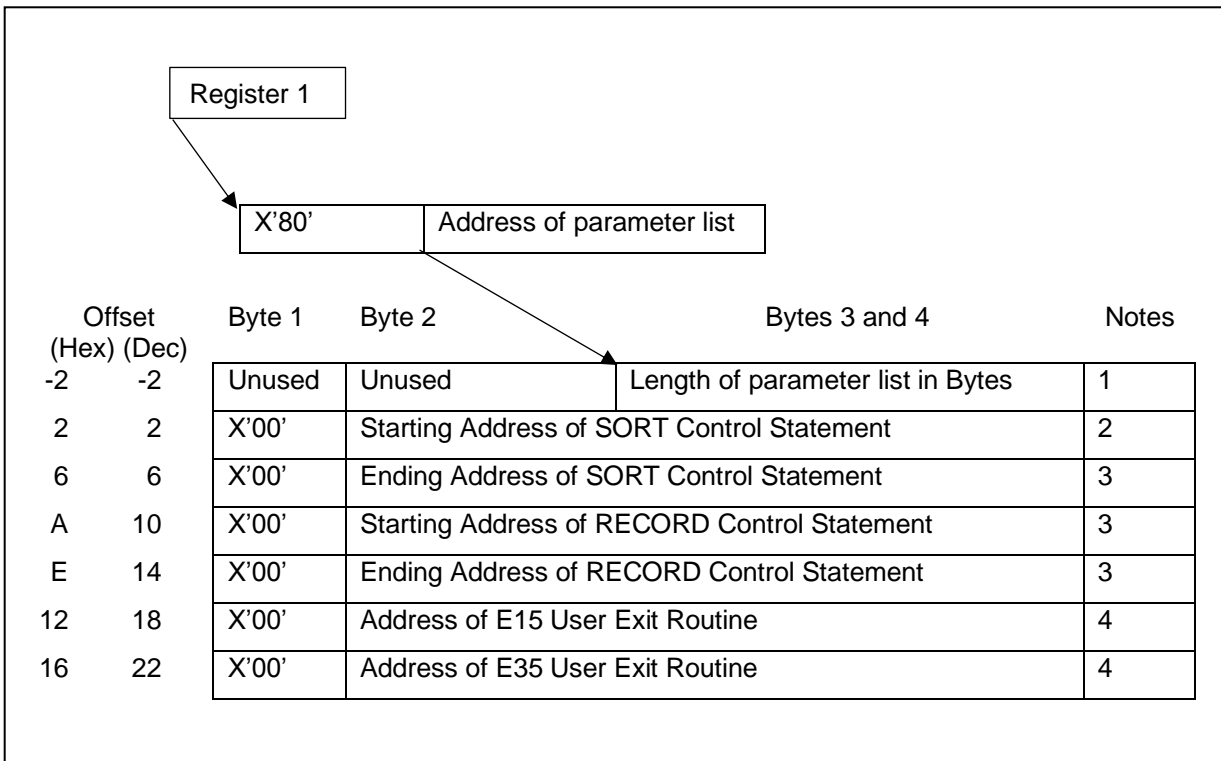 Register 1
X’80’ Address of parameter list
Offset Byte 1 Byte 2 Bytes 3 and 4 Notes
(Hex) (Dec)
-2 -2 Unused Unused Length of parameter list in Bytes 1
2 2 X’00’ Starting Address of SORT Control Statement 2
6 6 X’00’ Ending Address of SORT Control Statement 3
A 10 X’00’ Starting Address of RECORD Control Statement 3
E 14 X’00’ Ending Address of RECORD Control Statement 3
12 18 X’00’ Address of E15 User Exit Routine 4
16 22 X’00’ Address of E35 User Exit Routine 4